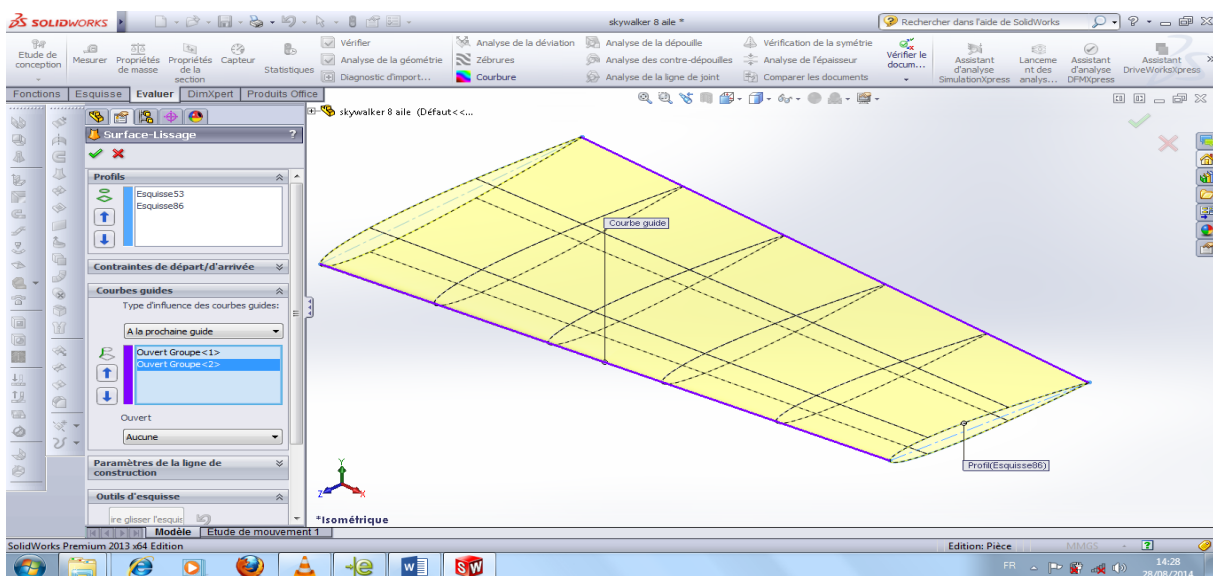 SOLIDWORKS
skywalker 8 aile *
Rechercher dans l'aide de SolidWorks
Etude de conception
Mesurer
Propriétés de masse
Propriétés de la section
Capteur
Statistiques
Vérifier
Analyse de la géométrie
Diagnostic d'import...
Analyse de la déviation
Zébrures
Courbure
Analyse de la dépouille
Analyse des contre-dépouilles
Analyse de la ligne de joint
Vérification de la symétrie
Analyse de l'épaisseur
Comparer les documents
Vérifier le docum...
Assistant d'analyse SimulationXpress
Lanceme nt des analys...
Assistant d'analyse DFMXpress
Assistant DriveWorksXpress
Fonctions Esquisse Evaluer DimXpert Produits Office
skywalker 8 aile (Défaut<<...
Surface-Lissage ?
Profils
Esquisse53
Esquisse86
Contraintes de départ/d'arrivée
Courbes guides
Type d'influence des courbes guides:
A la prochaine guide
Ouvert Groupe<1>
Ouvert Groupe<2>
Ouvert
Aucune
Paramètres de la ligne de
construction
Outils d'esquisse
ire glisser l'esquis
Courbe guide
Profil(Esquisse86)
Y
Z
X
*Isométrique
Modèle Etude de mouvement 1
SolidWorks Premium 2013 x64 Edition
Edition: Pièce
MMGS
FR
14:28
28/08/2014